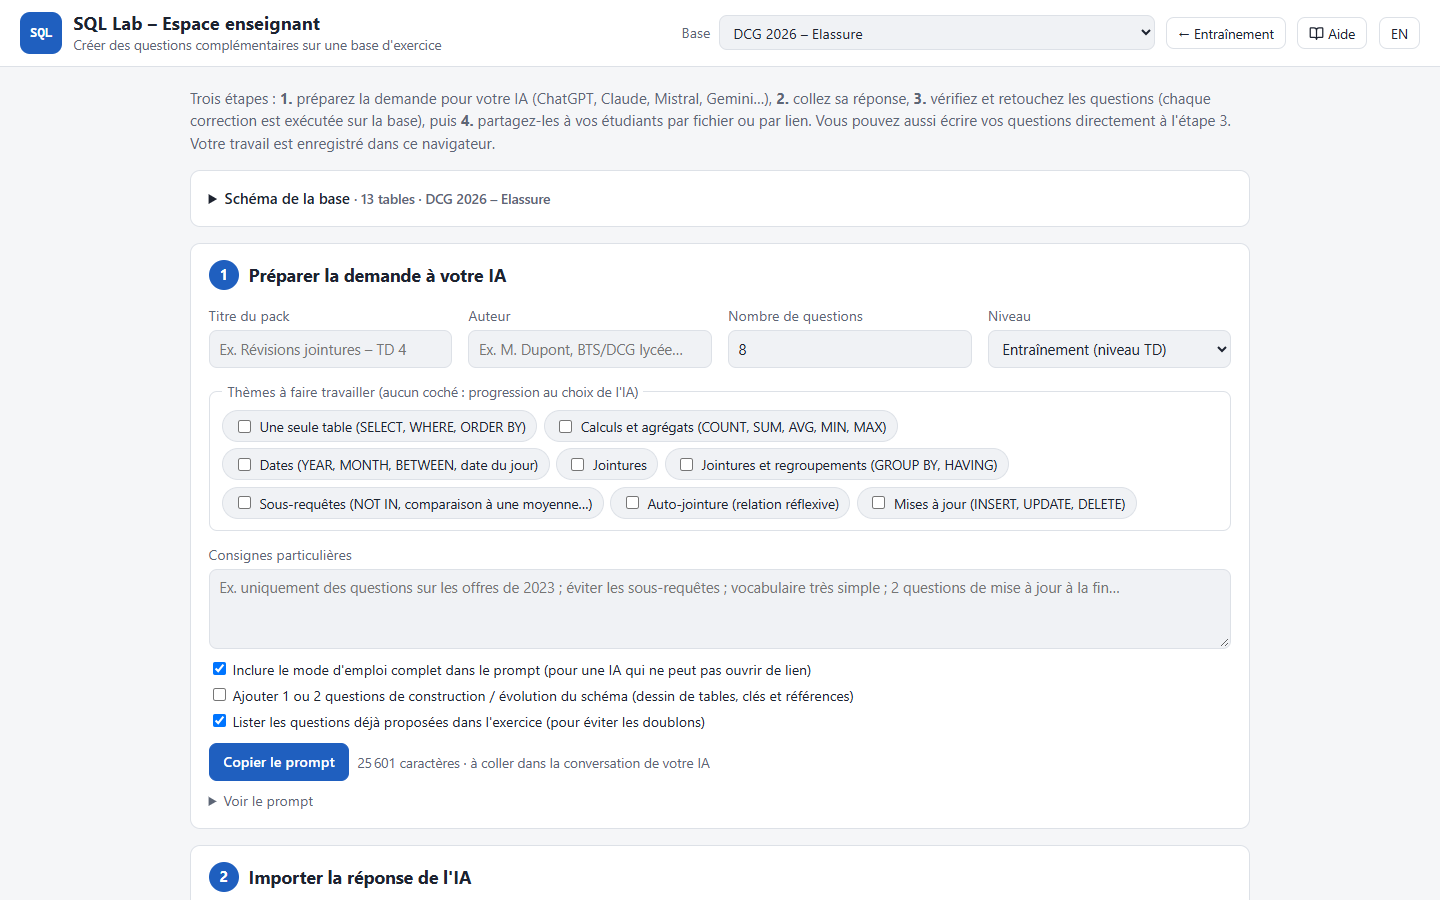 SQL
SQL Lab – Espace enseignant
Créer des questions complémentaires sur une base d'exercice
Base
DCG 2026 – Elassure
← Entraînement
Aide
EN
Trois étapes : 1. préparez la demande pour votre IA (ChatGPT, Claude, Mistral, Gemini…), 2. collez sa réponse, 3. vérifiez et retouchez les questions (chaque
correction est exécutée sur la base), puis 4. partagez-les à vos étudiants par fichier ou par lien. Vous pouvez aussi écrire vos questions directement à l'étape 3.
Votre travail est enregistré dans ce navigateur.
Schéma de la base · 13 tables · DCG 2026 – Elassure
1 Préparer la demande à votre IA
Titre du pack
Auteur
Nombre de questions
Niveau
Ex. Révisions jointures – TD 4
Ex. M. Dupont, BTS/DCG lycée…
8
Entraînement (niveau TD)
Thèmes à faire travailler (aucun coché : progression au choix de l'IA)
Une seule table (SELECT, WHERE, ORDER BY)
Calculs et agrégats (COUNT, SUM, AVG, MIN, MAX)
Dates (YEAR, MONTH, BETWEEN, date du jour)
Jointures
Jointures et regroupements (GROUP BY, HAVING)
Sous-requêtes (NOT IN, comparaison à une moyenne…)
Auto-jointure (relation réflexive)
Mises à jour (INSERT, UPDATE, DELETE)
Consignes particulières
Ex. uniquement des questions sur les offres de 2023 ; éviter les sous-requêtes ; vocabulaire très simple ; 2 questions de mise à jour à la fin…
Inclure le mode d'emploi complet dans le prompt (pour une IA qui ne peut pas ouvrir de lien)
Ajouter 1 ou 2 questions de construction / évolution du schéma (dessin de tables, clés et références)
Lister les questions déjà proposées dans l'exercice (pour éviter les doublons)
Copier le prompt
25 601 caractères · à coller dans la conversation de votre IA
Voir le prompt
2 Importer la réponse de l'IA